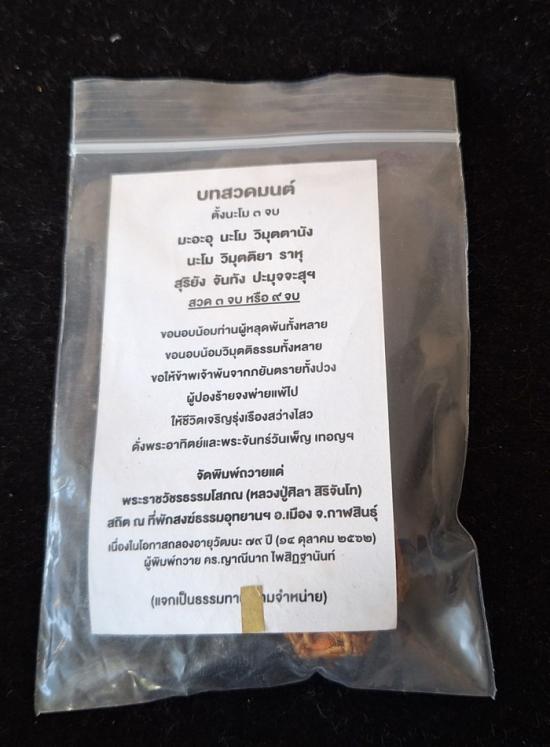 บทสวดมนต์
ตั้งนะโม ๓ จบ
มะอะอุ นะโม วิมุตตานัง
นะโม วิมุตติยา ราหุ
สุริยัง จันทัง ปะมุจจะสุฯ
สวด ๓ จบ หรือ ๙ จบ
ขอนอบน้อมท่านผู้หลุดพ้นทั้งหลาย
ขอนอบน้อมวิมุตติธรรมทั้งหลาย
ขอให้ข้าพเจ้าพ้นจากภยันตรายทั้งปวง
ผู้ปองร้ายจงพ่ายแพ้ไป
ให้ชีวิตเจริญรุ่งเรืองสว่างไสว
ดั่งพระอาทิตย์และพระจันทร์วันเพ็ญ เทอญฯ
จัดพิมพ์ถวายแด่
พระราชวัชรธรรมโสภณ (หลวงปู่ศิลา สิริจันโท)
สถิต ณ ที่พักสงฆ์ธรรมอุทยานฯ อ.เมือง จ.กาฬสินธุ์
เนื่องในโอกาสฉลองอายุวัฒนะ ๗๙ ปี (๑๔ ตุลาคม ๒๕๖๒)
ผู้พิมพ์ถวาย ดร.ญาณีนาถ ไพสิฏฐานันท์
(แจกเป็นธรรมทา ามจำหน่าย)